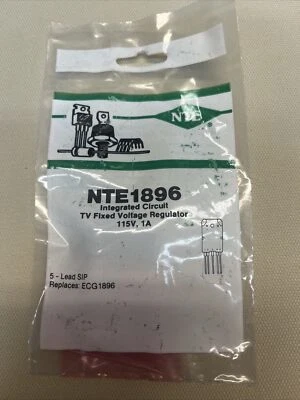 NTE
NTE1896
Integrated Circuit
TV Fixed Voltage Regulator
115V, 1A
5 - Lead SIP
Replaces: ECG1896